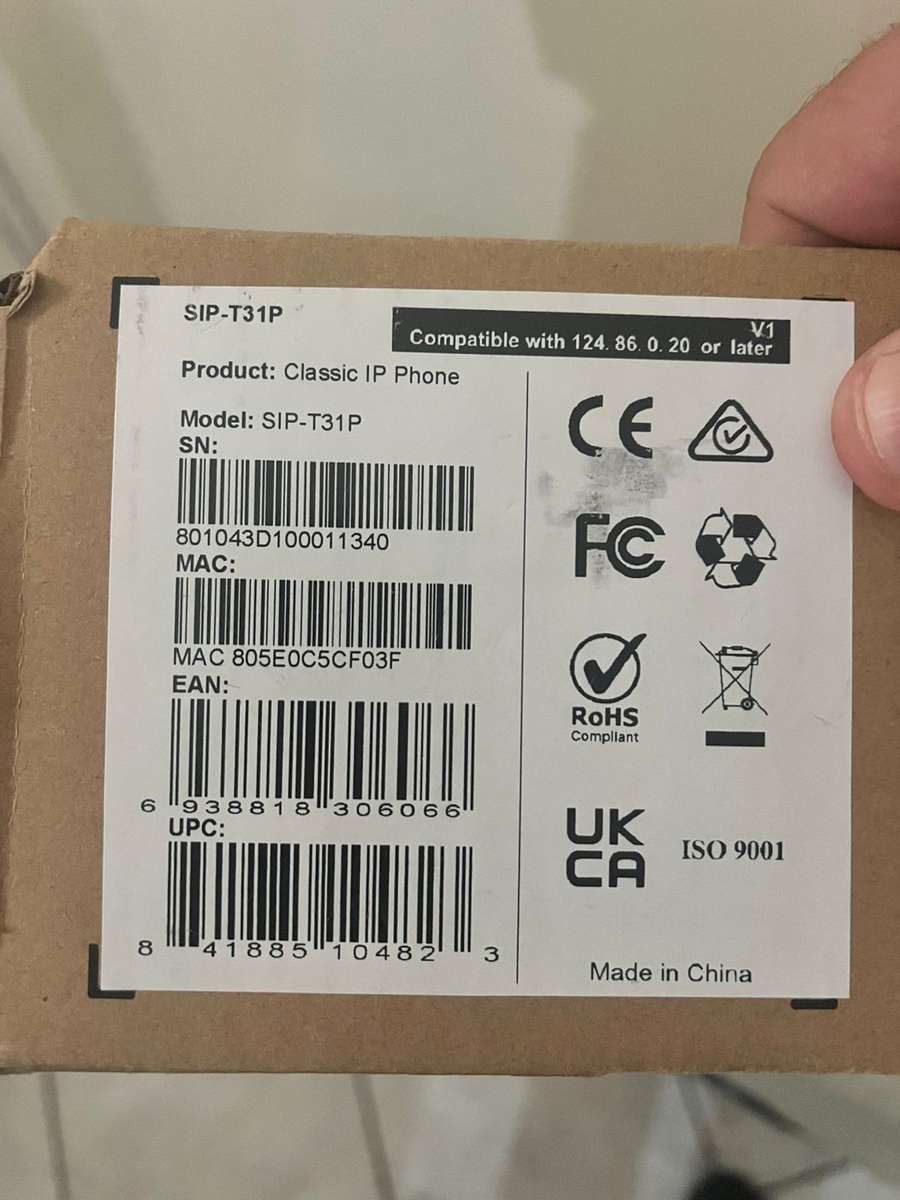 SIP-T31P
V1
Compatible with 124. 86. 0. 20 or later
Product: Classic IP Phone
Model: SIP-T31P
SN:
801043D100011340
MAC:
MAC 805E0C5CF03F
EAN:
6 938818 306066
UPC:
8 41885 10482 3
CE
FC
RoHS
Compliant
UK
CA
ISO 9001
Made in China